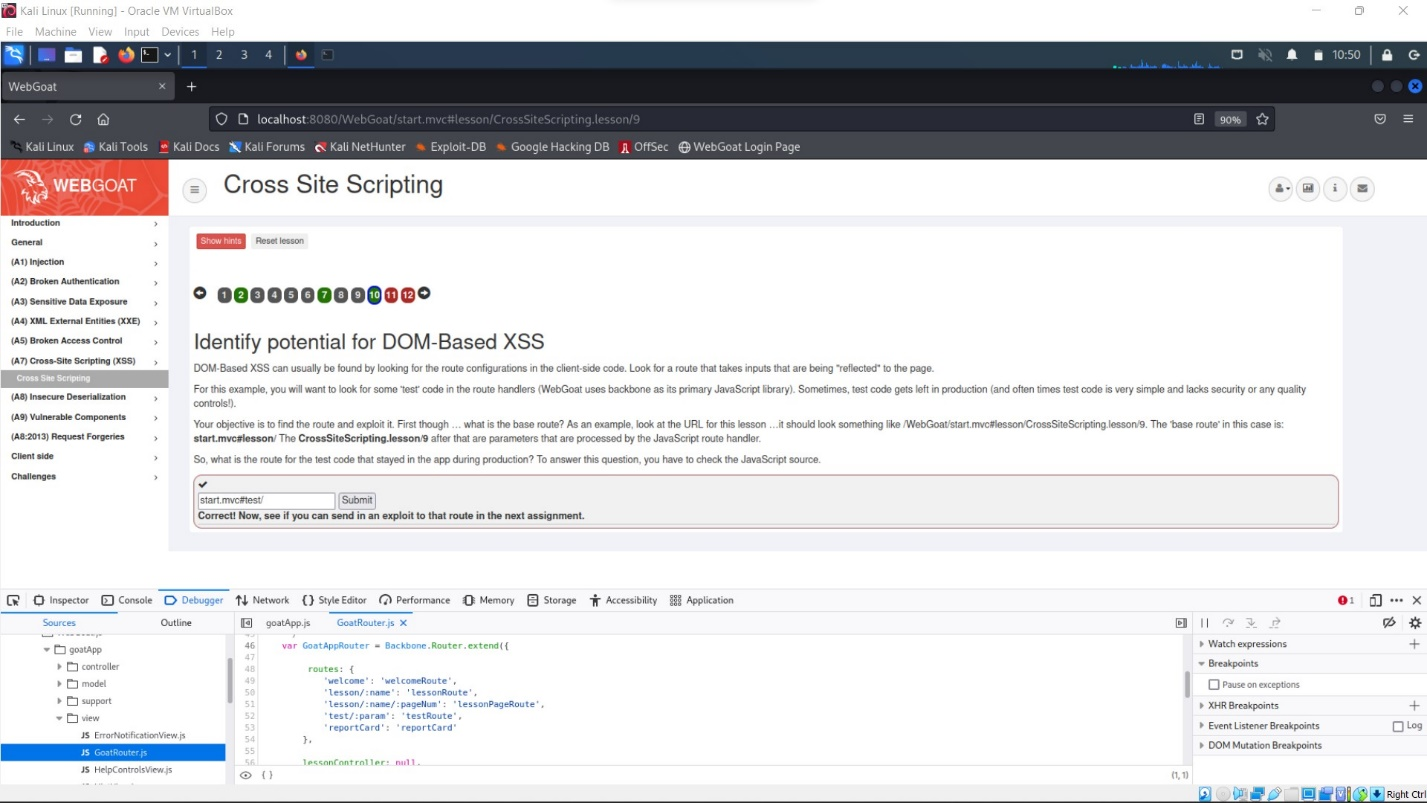 Kali Linux [Running] - Oracle VM VirtualBox
File Machine View Input Devices Help
1 2 3 4 10:50
WebGoat
localhost:8080/WebGoat/start.mvc#lesson/CrossSiteScripting.lesson/9 90%
Kali Linux Kali Tools Kali Docs Kali Forums Kali NetHunter Exploit-DB Google Hacking DB OffSec WebGoat Login Page
WEBGOAT
Cross Site Scripting
Introduction
General
(A1) Injection
(A2) Broken Authentication
(A3) Sensitive Data Exposure
(A4) XML External Entities (XXE)
(A5) Broken Access Control
(A7) Cross-Site Scripting (XSS)
Cross Site Scripting
(A8) Insecure Deserialization
(A9) Vulnerable Components
(A8:2013) Request Forgeries
Client side
Challenges
Show hints Reset lesson
1 2 3 4 5 6 7 8 9 10 11 12
Identify potential for DOM-Based XSS
DOM-Based XSS can usually be found by looking for the route configurations in the client-side code. Look for a route that takes inputs that are being "reflected" to the page.
For this example, you will want to look for some 'test' code in the route handlers (WebGoat uses backbone as its primary JavaScript library). Sometimes, test code gets left in production (and often times test code is very simple and lacks security or any quality
controls!).
Your objective is to find the route and exploit it. First though … what is the base route? As an example, look at the URL for this lesson …it should look something like /WebGoat/start.mvc#lesson/CrossSiteScripting.lesson/9. The 'base route' in this case is:
start.mvc#lesson/ The CrossSiteScripting.lesson/9 after that are parameters that are processed by the JavaScript route handler.
So, what is the route for the test code that stayed in the app during production? To answer this question, you have to check the JavaScript source.
start.mvc#test/ Submit
Correct! Now, see if you can send in an exploit to that route in the next assignment.
Inspector Console Debugger Network {} Style Editor Performance Memory Storage Accessibility Application 1
Sources Outline
goatApp
controller
model
support
view
JS ErrorNotificationView.js
JS GoatRouter.js
JS HelpControlsView.js
goatApp.js GoatRouter.js
46 var GoatAppRouter = Backbone.Router.extend({
47
48 routes: {
49 'welcome': 'welcomeRoute',
50 'lesson/:name': 'lessonRoute',
51 'lesson/:name/:pageNum': 'lessonPageRoute',
52 'test/:param': 'testRoute',
53 'reportCard': 'reportCard'
54 },
55
56 lessonController: null,
{ } (1, 1)
Watch expressions
Breakpoints
Pause on exceptions
XHR Breakpoints
Event Listener Breakpoints Log
DOM Mutation Breakpoints
Right Ctrl